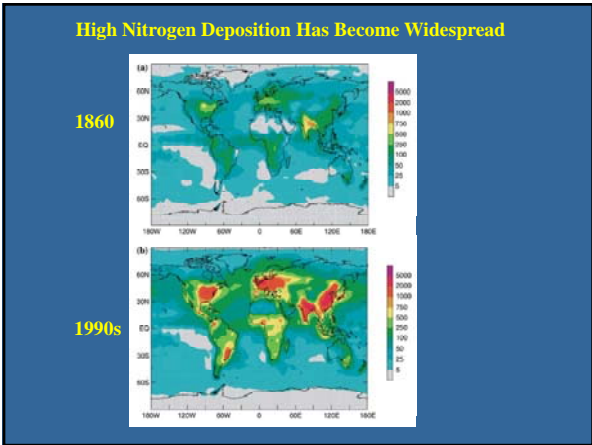 High Nitrogen Deposition Has Become Widespread
1860
(a)
60N
30N
EQ
30S
60S
180W 120W 60W 0 60E 120E 180E
5000
2000
1000
750
500
250
100
50
25
5
1990s
(b)
60N
30N
EQ
30S
60S
180W 120W 60W 0 60E 120E 180E
5000
2000
1000
750
500
250
100
50
25
5